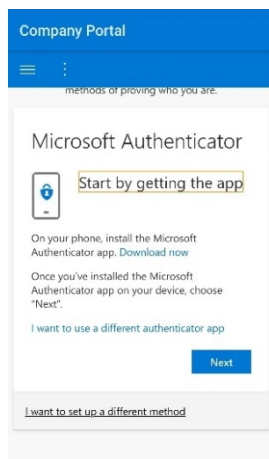 Company Portal
methods of proving who you are.
Microsoft Authenticator
Start by getting the app
On your phone, install the Microsoft
Authenticator app. Download now
Once you've installed the Microsoft
Authenticator app on your device, choose
"Next".
I want to use a different authenticator app
Next
I want to set up a different method